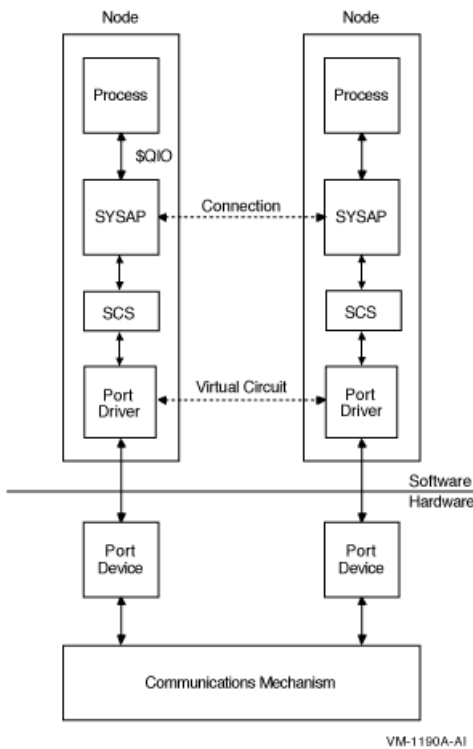 Node
Node
Process
Process
$QIO
SYSAP
Connection
SYSAP
SCS
SCS
Port
Driver
Virtual Circuit
Port
Driver
Software
Hardware
Port
Device
Port
Device
Communications Mechanism
VM-1190A-AI